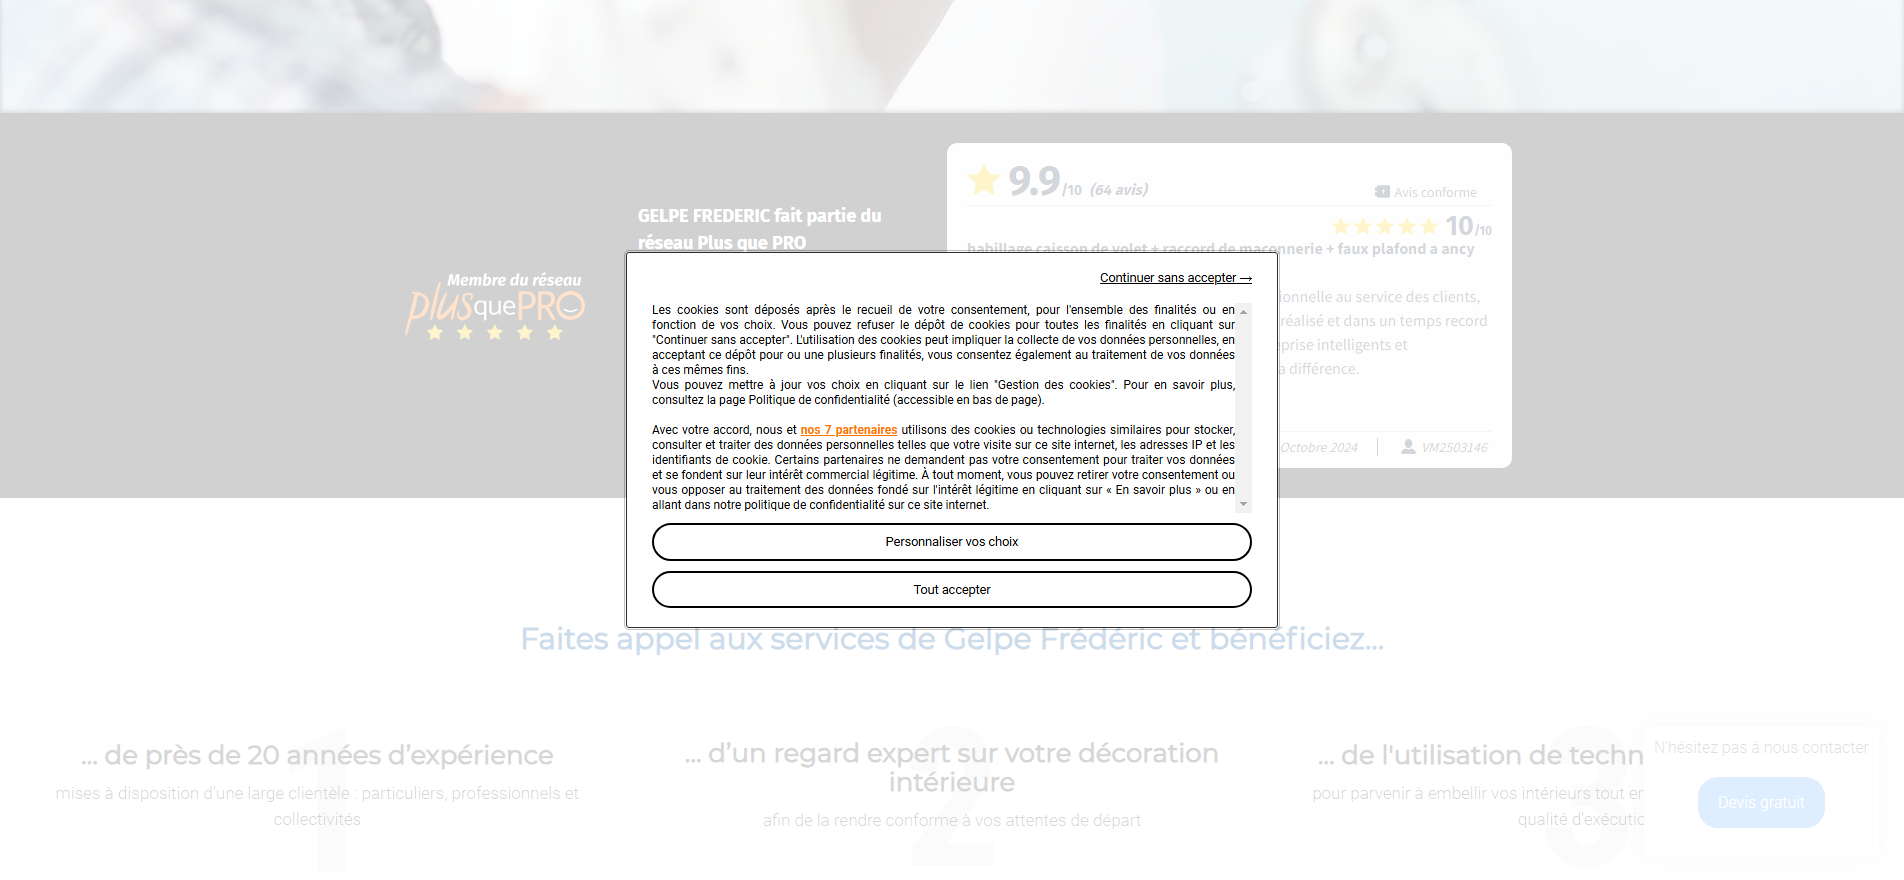 9.9/10 (64 avis)
Avis conforme
GELPE FREDERIC fait partie du
réseau Plus que PRO
10/10
habillage caisson de volet + raccord de maçonnerie + faux plafond a ancy
Membre du réseau
plus que PRO
Continuer sans accepter →
Les cookies sont déposés après le recueil de votre consentement, pour l'ensemble des finalités ou en
fonction de vos choix. Vous pouvez refuser le dépôt de cookies pour toutes les finalités en cliquant sur
"Continuer sans accepter". L'utilisation des cookies peut impliquer la collecte de vos données personnelles, en
acceptant ce dépôt pour ou une plusieurs finalités, vous consentez également au traitement de vos données
à ces mêmes fins.
Vous pouvez mettre à jour vos choix en cliquant sur le lien "Gestion des cookies". Pour en savoir plus,
consultez la page Politique de confidentialité (accessible en bas de page).
Avec votre accord, nous et nos 7 partenaires utilisons des cookies ou technologies similaires pour stocker,
consulter et traiter des données personnelles telles que votre visite sur ce site internet, les adresses IP et les
identifiants de cookie. Certains partenaires ne demandent pas votre consentement pour traiter vos données
et se fondent sur leur intérêt commercial légitime. À tout moment, vous pouvez retirer votre consentement ou
vous opposer au traitement des données fondé sur l'intérêt légitime en cliquant sur « En savoir plus » ou en
allant dans notre politique de confidentialité sur ce site internet.
Personnaliser vos choix
Tout accepter
au service des clients,
réalisé et dans un temps record
intelligents et
a différence.
Octobre 2024
VM2503146
Faites appel aux services de Gelpe Frédéric et bénéficiez...
1
... de près de 20 années d’expérience
mises à disposition d’une large clientèle : particuliers, professionnels et
collectivités
2
... d’un regard expert sur votre décoration
intérieure
afin de la rendre conforme à vos attentes de départ
3
... de l'utilisation de techn
pour parvenir à embellir vos intérieurs tout en
qualité d’exécution
N'hésitez pas à nous contacter
Devis gratuit